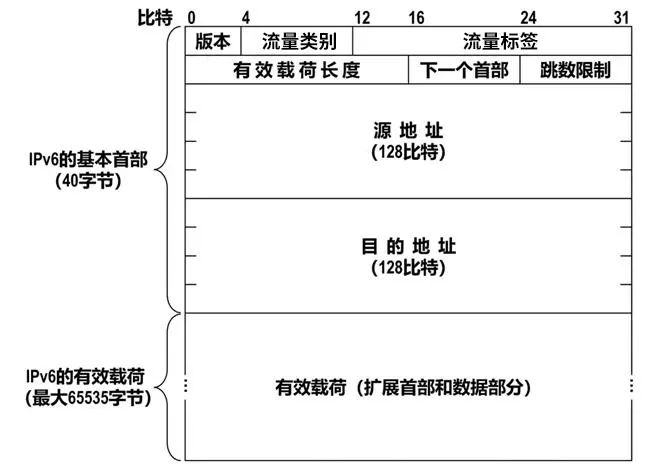 比特 0 4 12 16 24 31
版本 流量类别 流量标签
有效载荷长度 下一个首部 跳数限制
源地址
(128比特)
IPv6的基本首部
(40字节)
目的地址
(128比特)
IPv6的有效载荷
(最大65535字节)
有效载荷（扩展首部和数据部分）